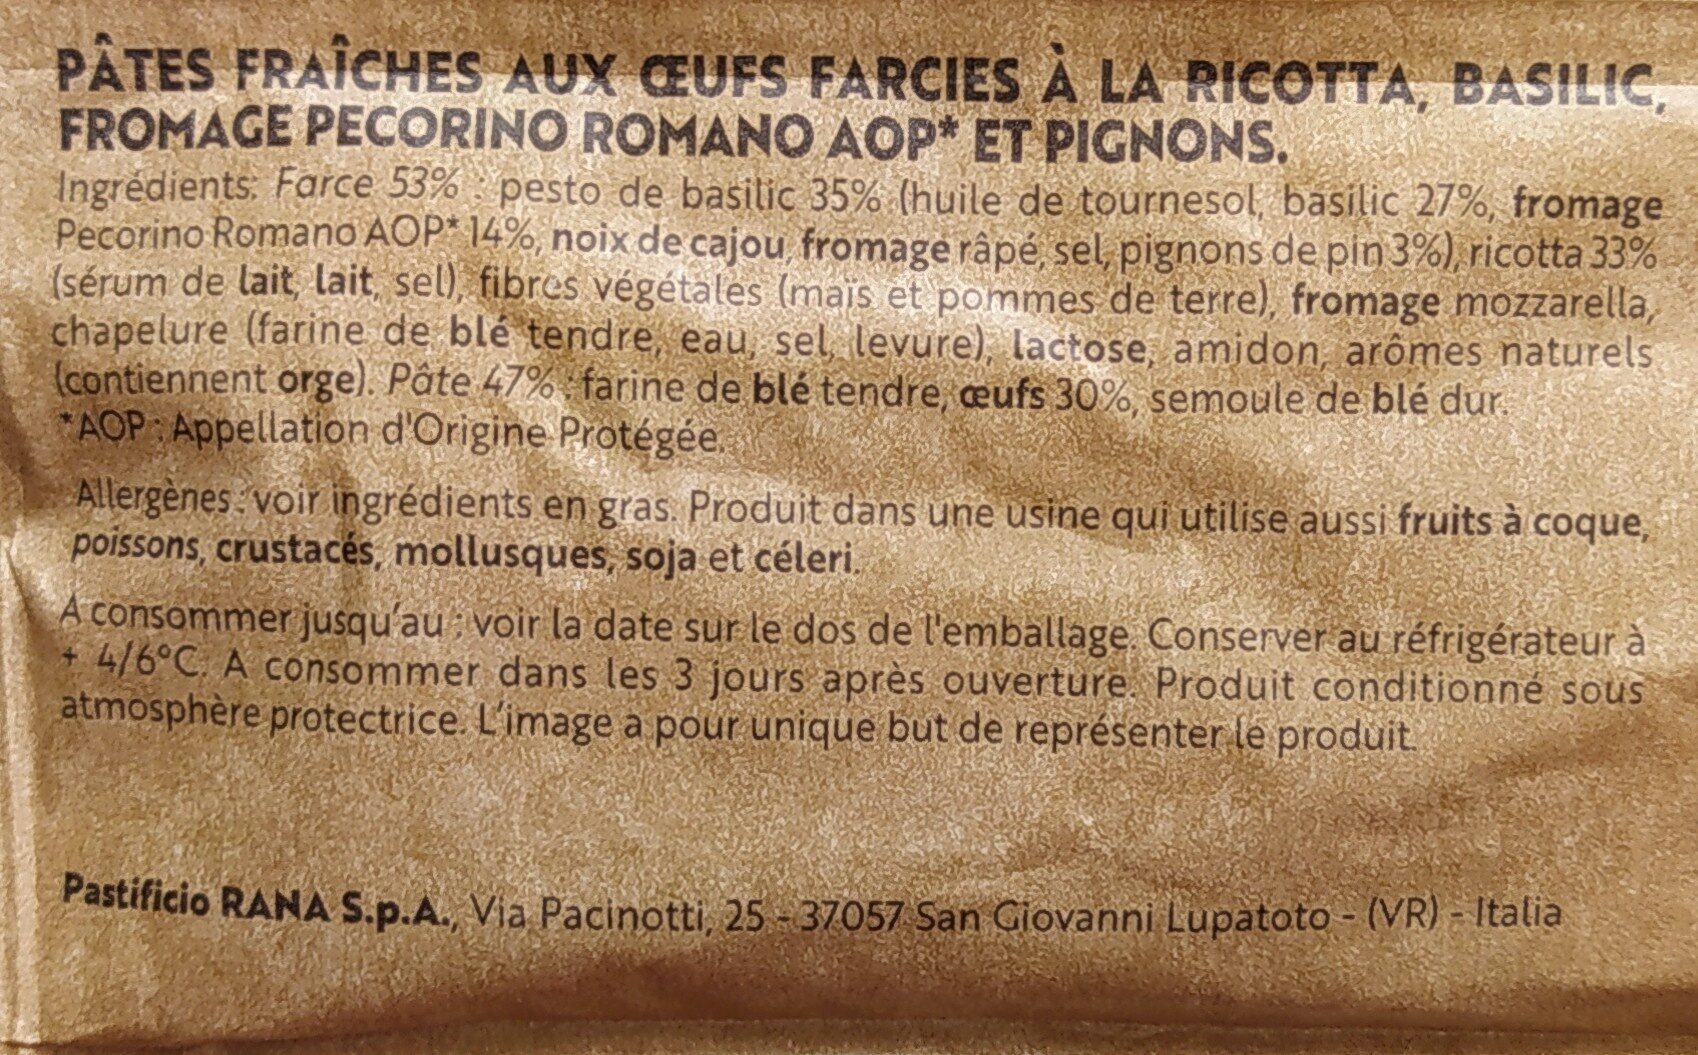 PÂTES FRAÎCHES AUX ŒUFS FARCIES À LA RICOTTA, BASILIC,
FROMAGE PECORINO ROMANO AOP* ET PIGNONS.
Ingrédients: Farce 53% : pesto de basilic 35% (huile de tournesol, basilic 27%, fromage
Pecorino Romano AOP* 14%, noix de cajou, fromage râpé, sel, pignons de pin 3%), ricotta 33%
(sérum de lait, lait, sel), fibres végétales (maïs et pommes de terre), fromage mozzarella,
chapelure (farine de blé tendre, eau, sel, levure), lactose, amidon, arômes naturels
(contiennent orge). Pâte 47% : farine de blé tendre, œufs 30%, semoule de blé dur.
*AOP : Appellation d'Origine Protégée.
Allergènes : voir ingrédients en gras. Produit dans une usine qui utilise aussi fruits à coque,
poissons, crustacés, mollusques, soja et céleri.
A consommer jusqu’au : voir la date sur le dos de l'emballage. Conserver au réfrigérateur à
+ 4/6°C. A consommer dans les 3 jours après ouverture. Produit conditionné sous
atmosphère protectrice. L’image a pour unique but de représenter le produit.
Pastificio RANA S.p.A., Via Pacinotti, 25 - 37057 San Giovanni Lupatoto - (VR) - Italia